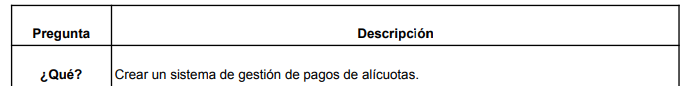 Pregunta Descripción
¿Qué? Crear un sistema de gestión de pagos de alícuotas.